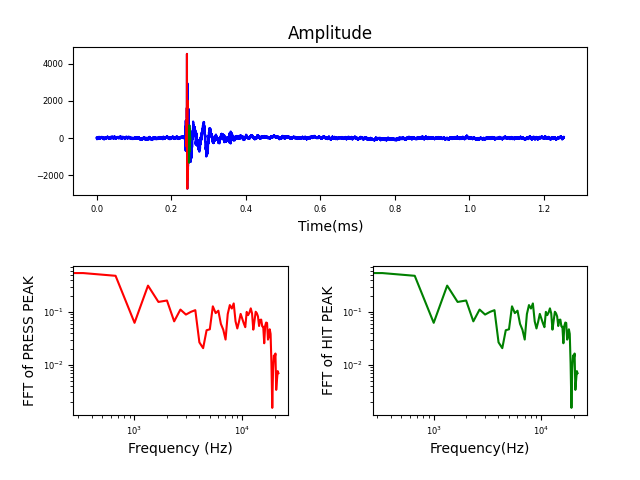 Amplitude
4000
2000
0
−2000
0.0 0.2 0.4 0.6 0.8 1.0 1.2
Time(ms)
FFT of PRESS PEAK
10⁻¹
10⁻²
10³ 10⁴
Frequency (Hz)
FFT of HIT PEAK
10⁻¹
10⁻²
10³ 10⁴
Frequency(Hz)